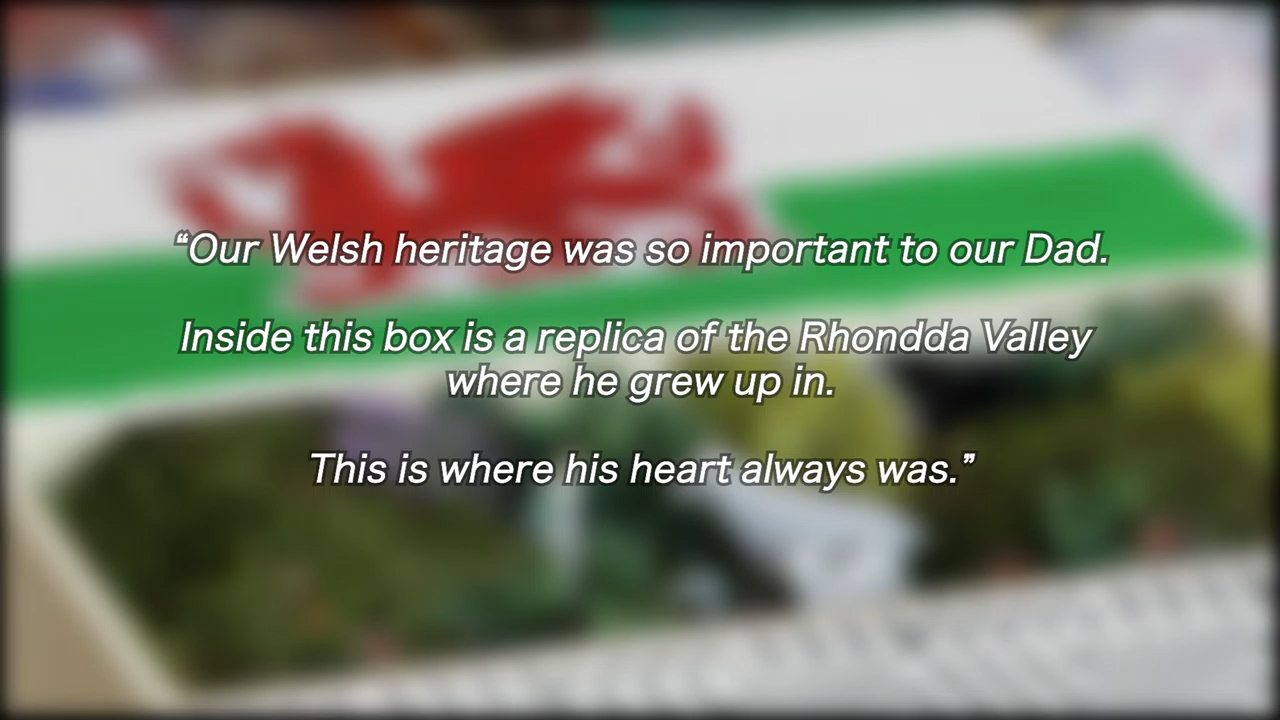 “Our Welsh heritage was so important to our Dad.
Inside this box is a replica of the Rhondda Valley
where he grew up in.
This is where his heart always was.”